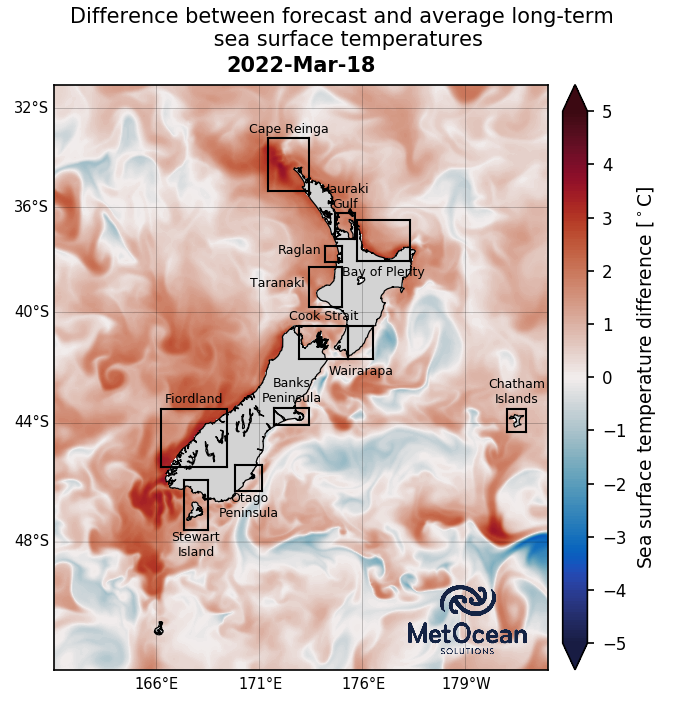 Difference between forecast and average long-term
sea surface temperatures
2022-Mar-18
32°S
36°S
40°S
44°S
48°S
Cape Reinga
Hauraki
Gulf
Raglan
Bay of Plenty
Taranaki
Cook Strait
Wairarapa
Banks
Peninsula
Fiordland
Chatham
Islands
Otago
Peninsula
Stewart
Island
MetOcean
SOLUTIONS
166°E
171°E
176°E
179°W
5
4
3
2
1
0
−1
−2
−3
−4
−5
Sea surface temperature difference [°C]